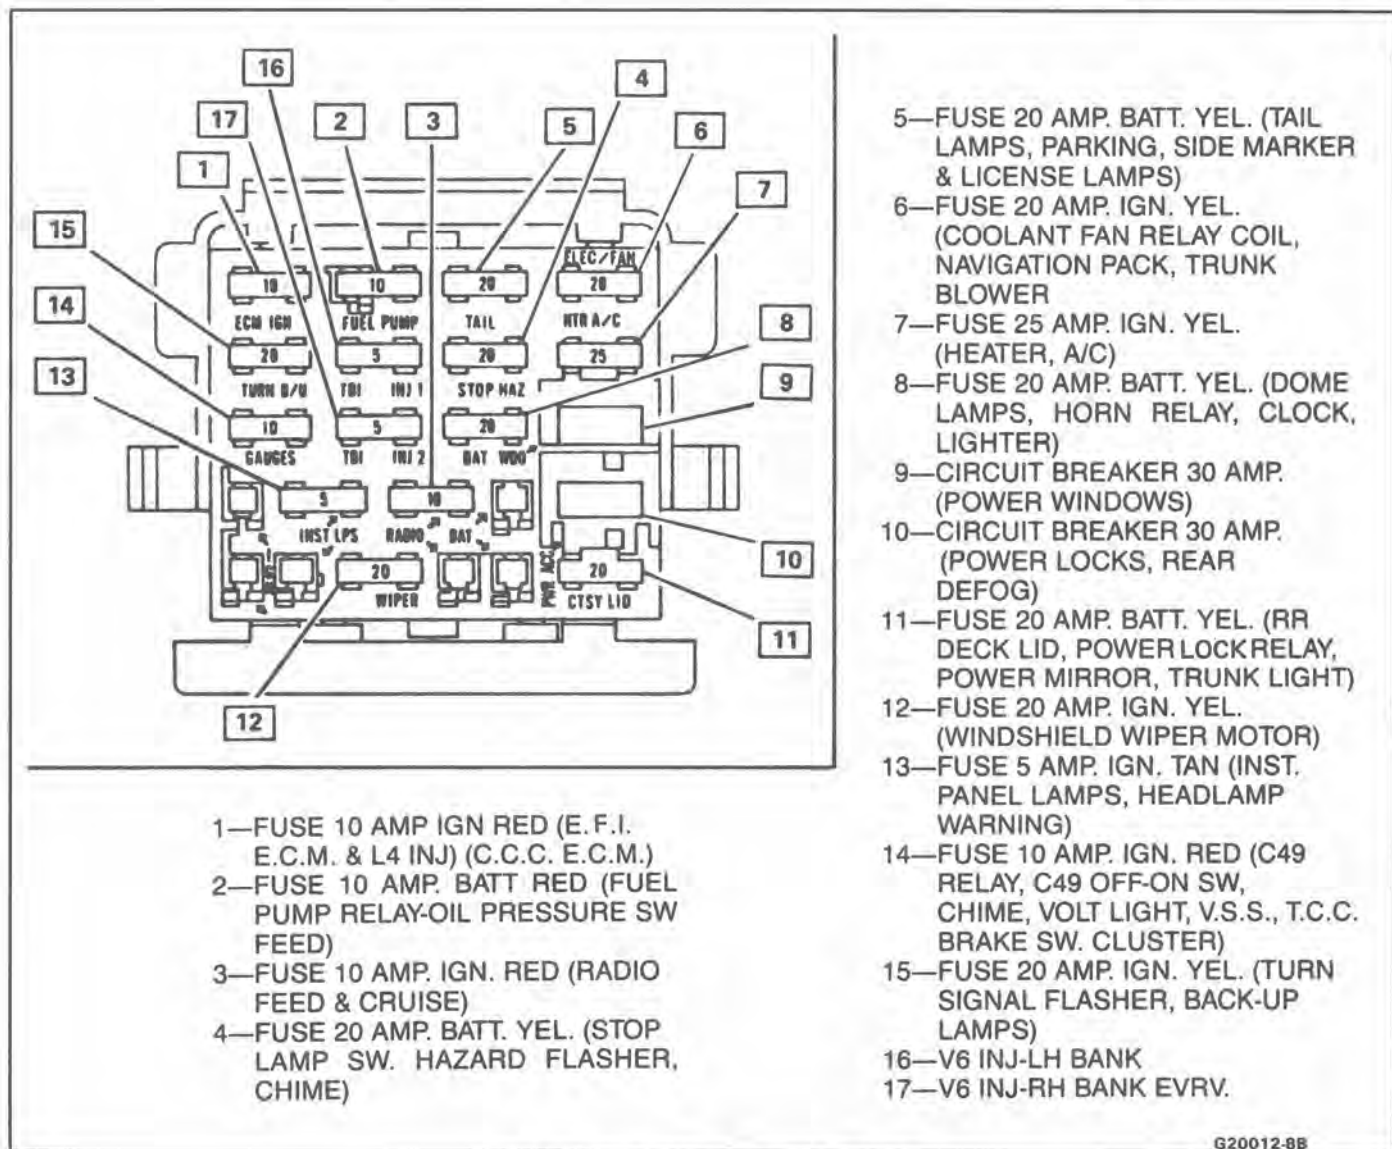 16
4
17
2
3
5
6
1
7
15
ELEC/FAN
10
10
20
20
14
ECM IGN
FUEL PUMP
TAIL
HTR A/C
8
20
5
20
25
13
TURN B/U
TBI
INJ 1
STOP HAZ
9
10
5
20
GAUGES
TBI
INJ 2
BAT WDO
5
10
INST LPS
RADIO
BAT
10
20
PWR ACC
20
WIPER
CTSY LID
11
12
1—FUSE 10 AMP IGN RED (E.F.I.
E.C.M. & L4 INJ) (C.C.C. E.C.M.)
2—FUSE 10 AMP. BATT RED (FUEL
PUMP RELAY-OIL PRESSURE SW
FEED)
3—FUSE 10 AMP. IGN. RED (RADIO
FEED & CRUISE)
4—FUSE 20 AMP. BATT. YEL. (STOP
LAMP SW. HAZARD FLASHER,
CHIME)
5—FUSE 20 AMP. BATT. YEL. (TAIL
LAMPS, PARKING, SIDE MARKER
& LICENSE LAMPS)
6—FUSE 20 AMP. IGN. YEL.
(COOLANT FAN RELAY COIL,
NAVIGATION PACK, TRUNK
BLOWER
7—FUSE 25 AMP. IGN. YEL.
(HEATER, A/C)
8—FUSE 20 AMP. BATT. YEL. (DOME
LAMPS, HORN RELAY, CLOCK,
LIGHTER)
9—CIRCUIT BREAKER 30 AMP.
(POWER WINDOWS)
10—CIRCUIT BREAKER 30 AMP.
(POWER LOCKS, REAR
DEFOG)
11—FUSE 20 AMP. BATT. YEL. (RR
DECK LID, POWER LOCK RELAY,
POWER MIRROR, TRUNK LIGHT)
12—FUSE 20 AMP. IGN. YEL.
(WINDSHIELD WIPER MOTOR)
13—FUSE 5 AMP. IGN. TAN (INST.
PANEL LAMPS, HEADLAMP
WARNING)
14—FUSE 10 AMP. IGN. RED (C49
RELAY, C49 OFF-ON SW,
CHIME, VOLT LIGHT, V.S.S., T.C.C.
BRAKE SW. CLUSTER)
15—FUSE 20 AMP. IGN. YEL. (TURN
SIGNAL FLASHER, BACK-UP
LAMPS)
16—V6 INJ-LH BANK
17—V6 INJ-RH BANK EVRV.
G20012-8B